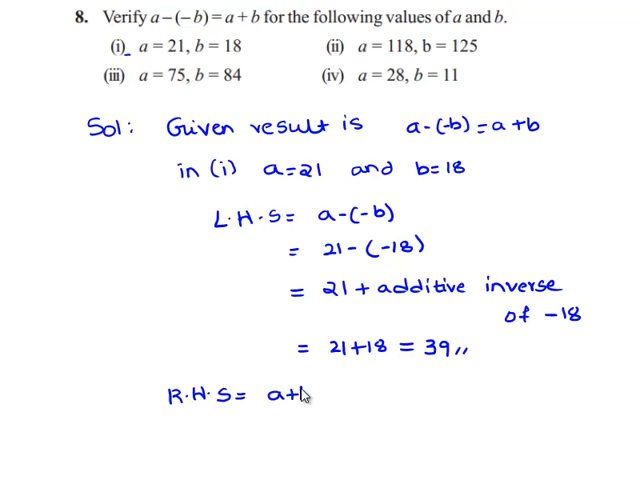 8. Verify a – (– b) = a + b for the following values of a and b.
(i) a = 21, b = 18 (ii) a = 118, b = 125
(iii) a = 75, b = 84 (iv) a = 28, b = 11
Sol: Given result is a-(-b)=a+b
in (i) a=21 and b=18
L.H.S = a-(-b)
= 21-(-18)
= 21 + additive inverse
of -18
= 21+18 = 39,,
R.H.S = a+